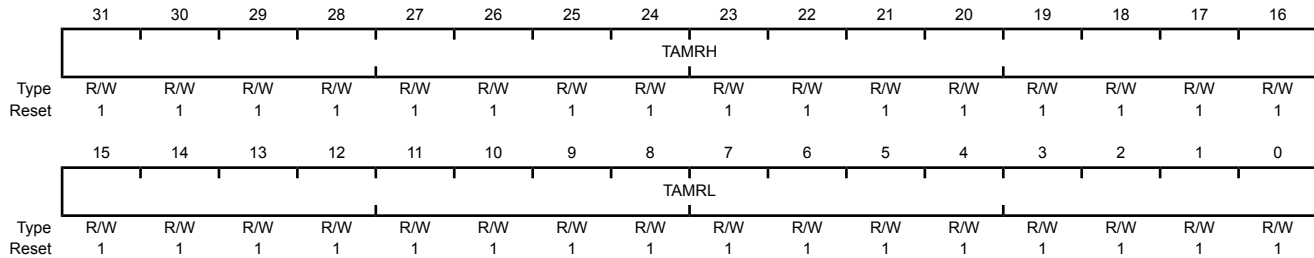 31 30 29 28 27 26 25 24 23 22 21 20 19 18 17 16
TAMRH
Type R/W R/W R/W R/W R/W R/W R/W R/W R/W R/W R/W R/W R/W R/W R/W R/W
Reset 1 1 1 1 1 1 1 1 1 1 1 1 1 1 1 1
15 14 13 12 11 10 9 8 7 6 5 4 3 2 1 0
TAMRL
Type R/W R/W R/W R/W R/W R/W R/W R/W R/W R/W R/W R/W R/W R/W R/W R/W
Reset 1 1 1 1 1 1 1 1 1 1 1 1 1 1 1 1